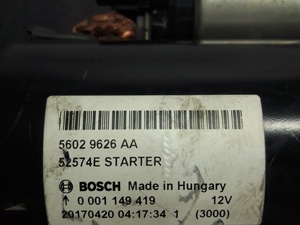 5602 9626 AA
52574E STARTER
BOSCH Made in Hungary
↑ 0 001 149 419 12V
20170420 04:17:34 1 (3000)